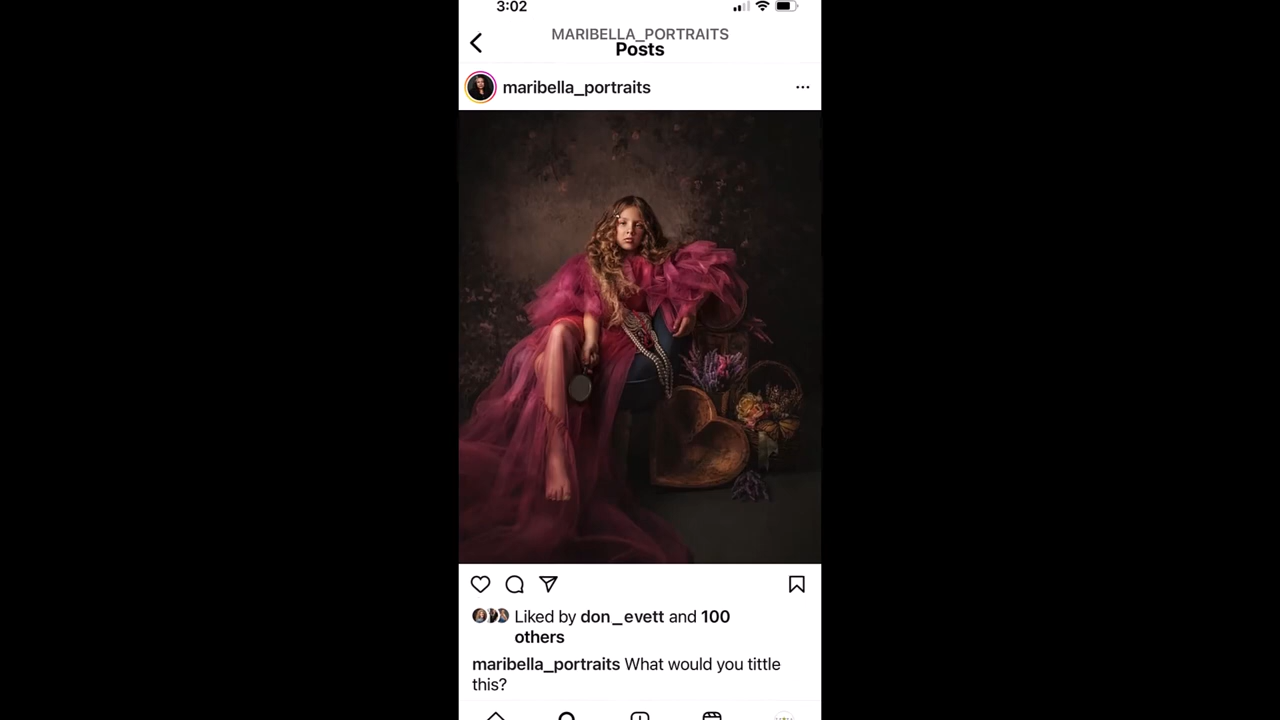 3:02
MARIBELLA_PORTRAITS
Posts
maribella_portraits
Liked by don_evett and 100
others
maribella_portraits What would you tittle
this?